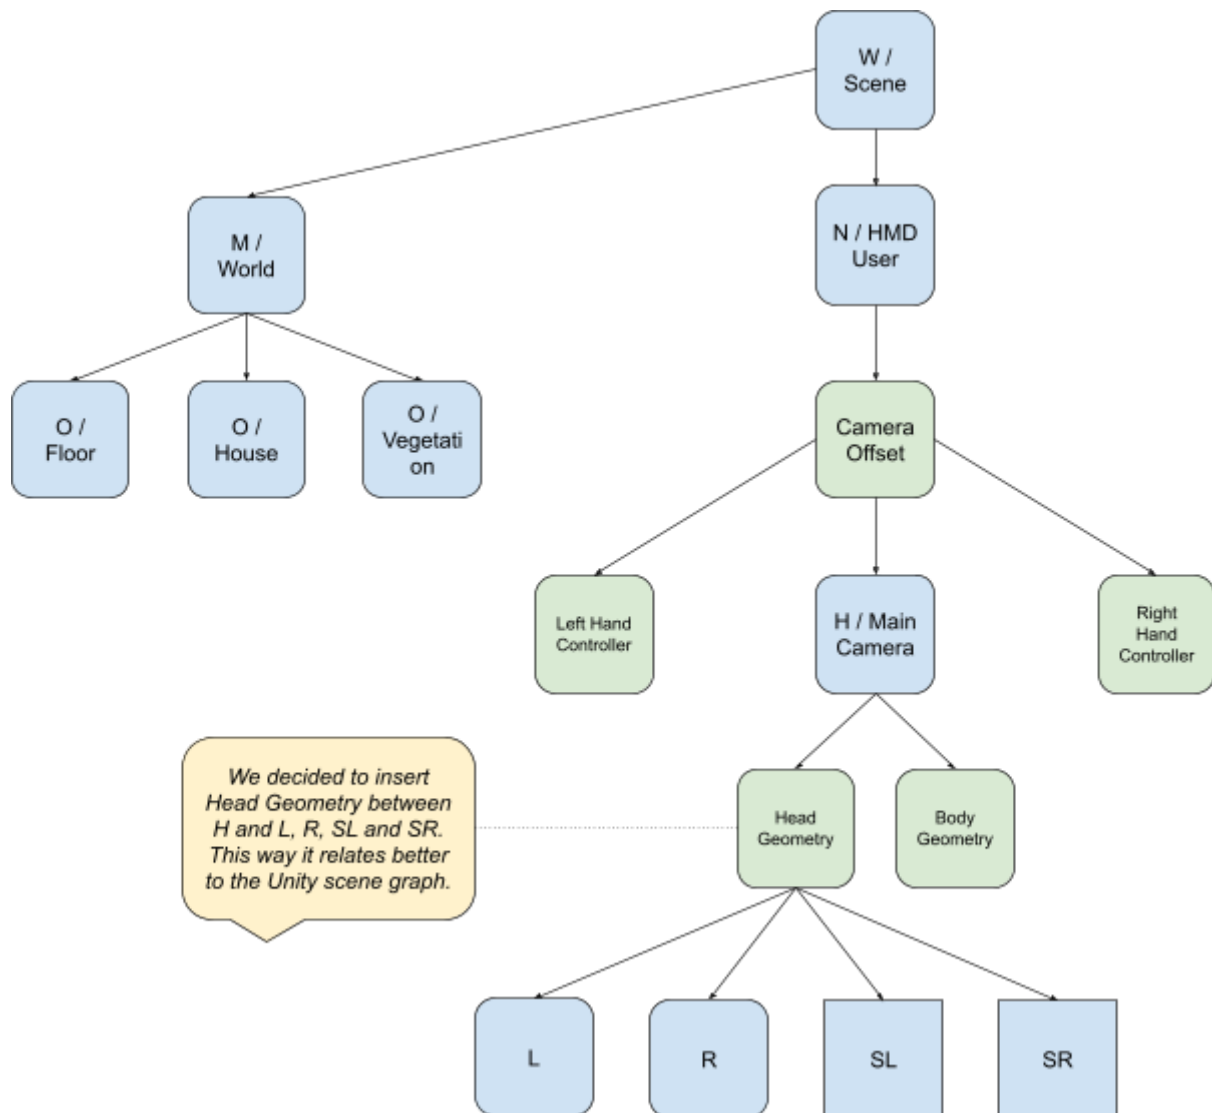 W /
Scene
M /
World
N / HMD
User
O /
Floor
O /
House
O /
Vegetati
on
Camera
Offset
Left Hand
Controller
H / Main
Camera
Right
Hand
Controller
We decided to insert
Head Geometry between
H and L, R, SL and SR.
This way it relates better
to the Unity scene graph.
Head
Geometry
Body
Geometry
L
R
SL
SR